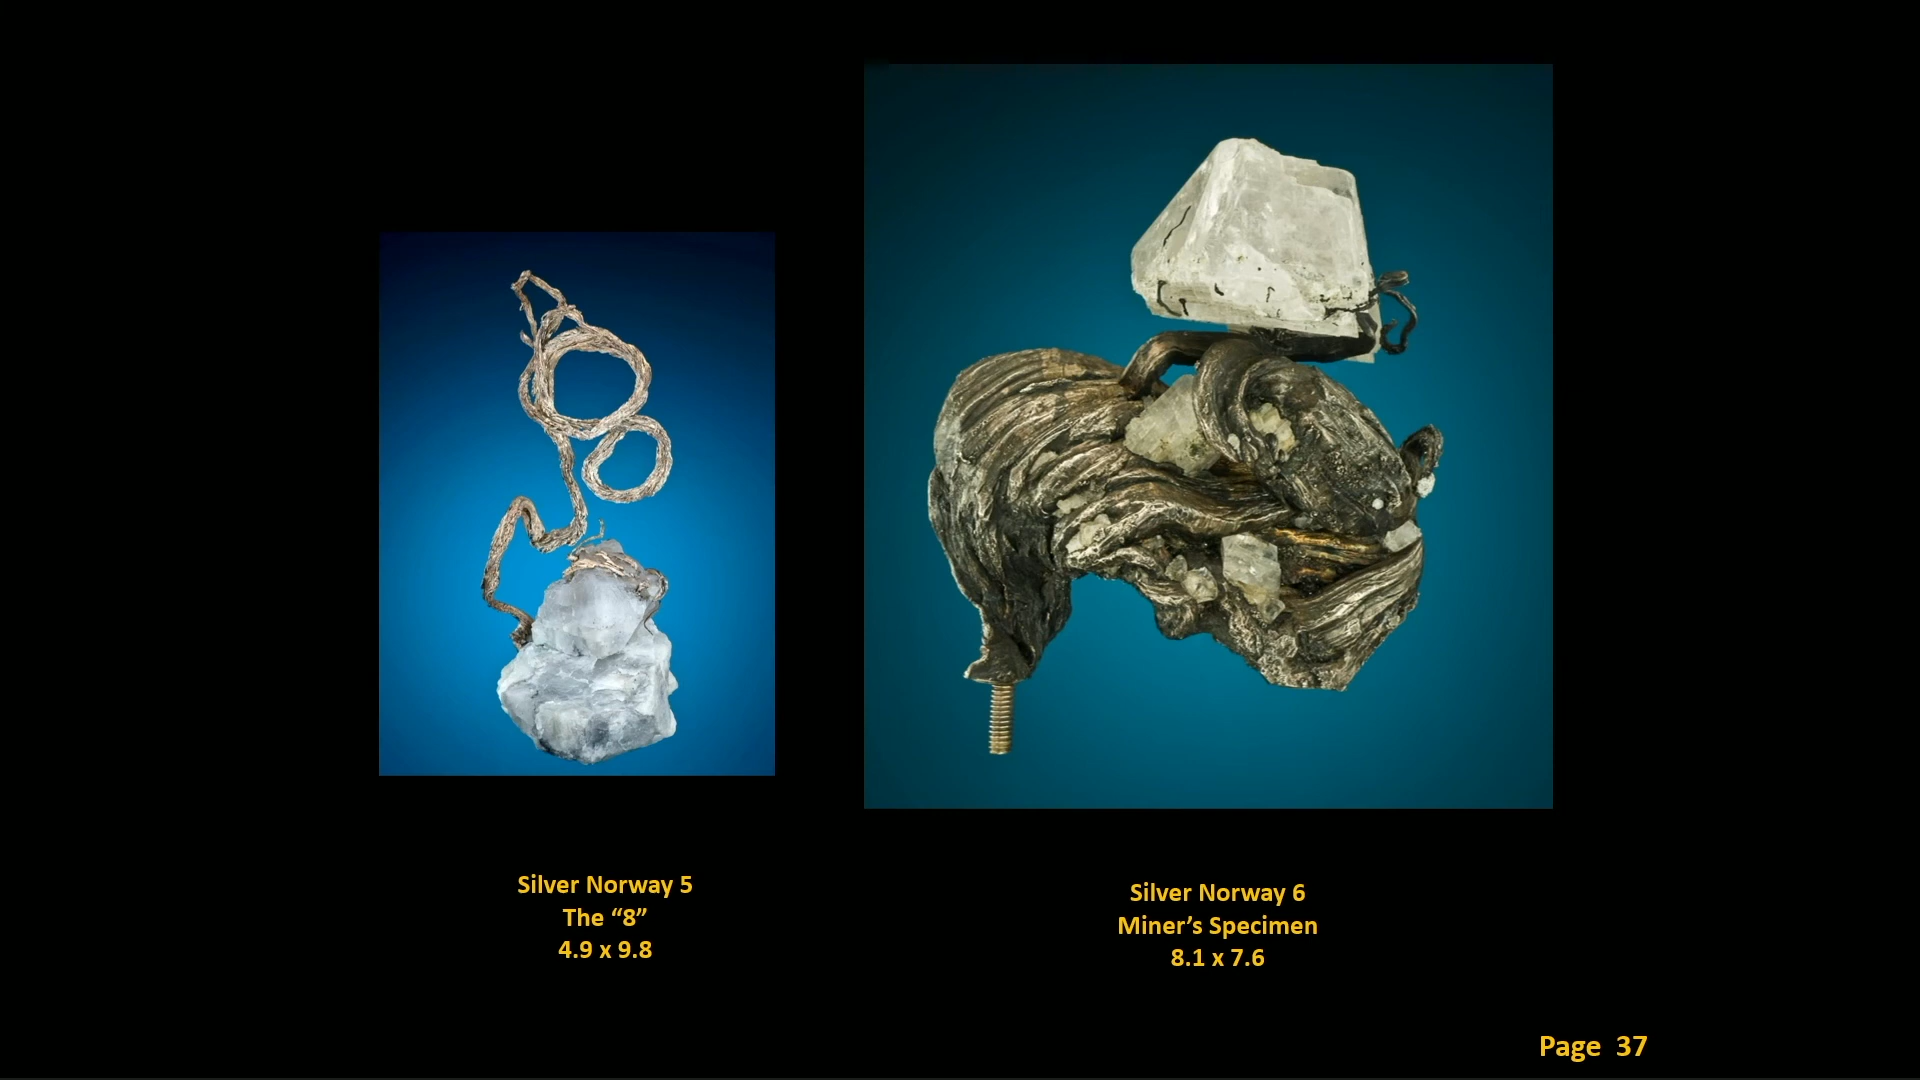 Silver Norway 5
The “8”
4.9 x 9.8
Silver Norway 6
Miner’s Specimen
8.1 x 7.6
Page 37